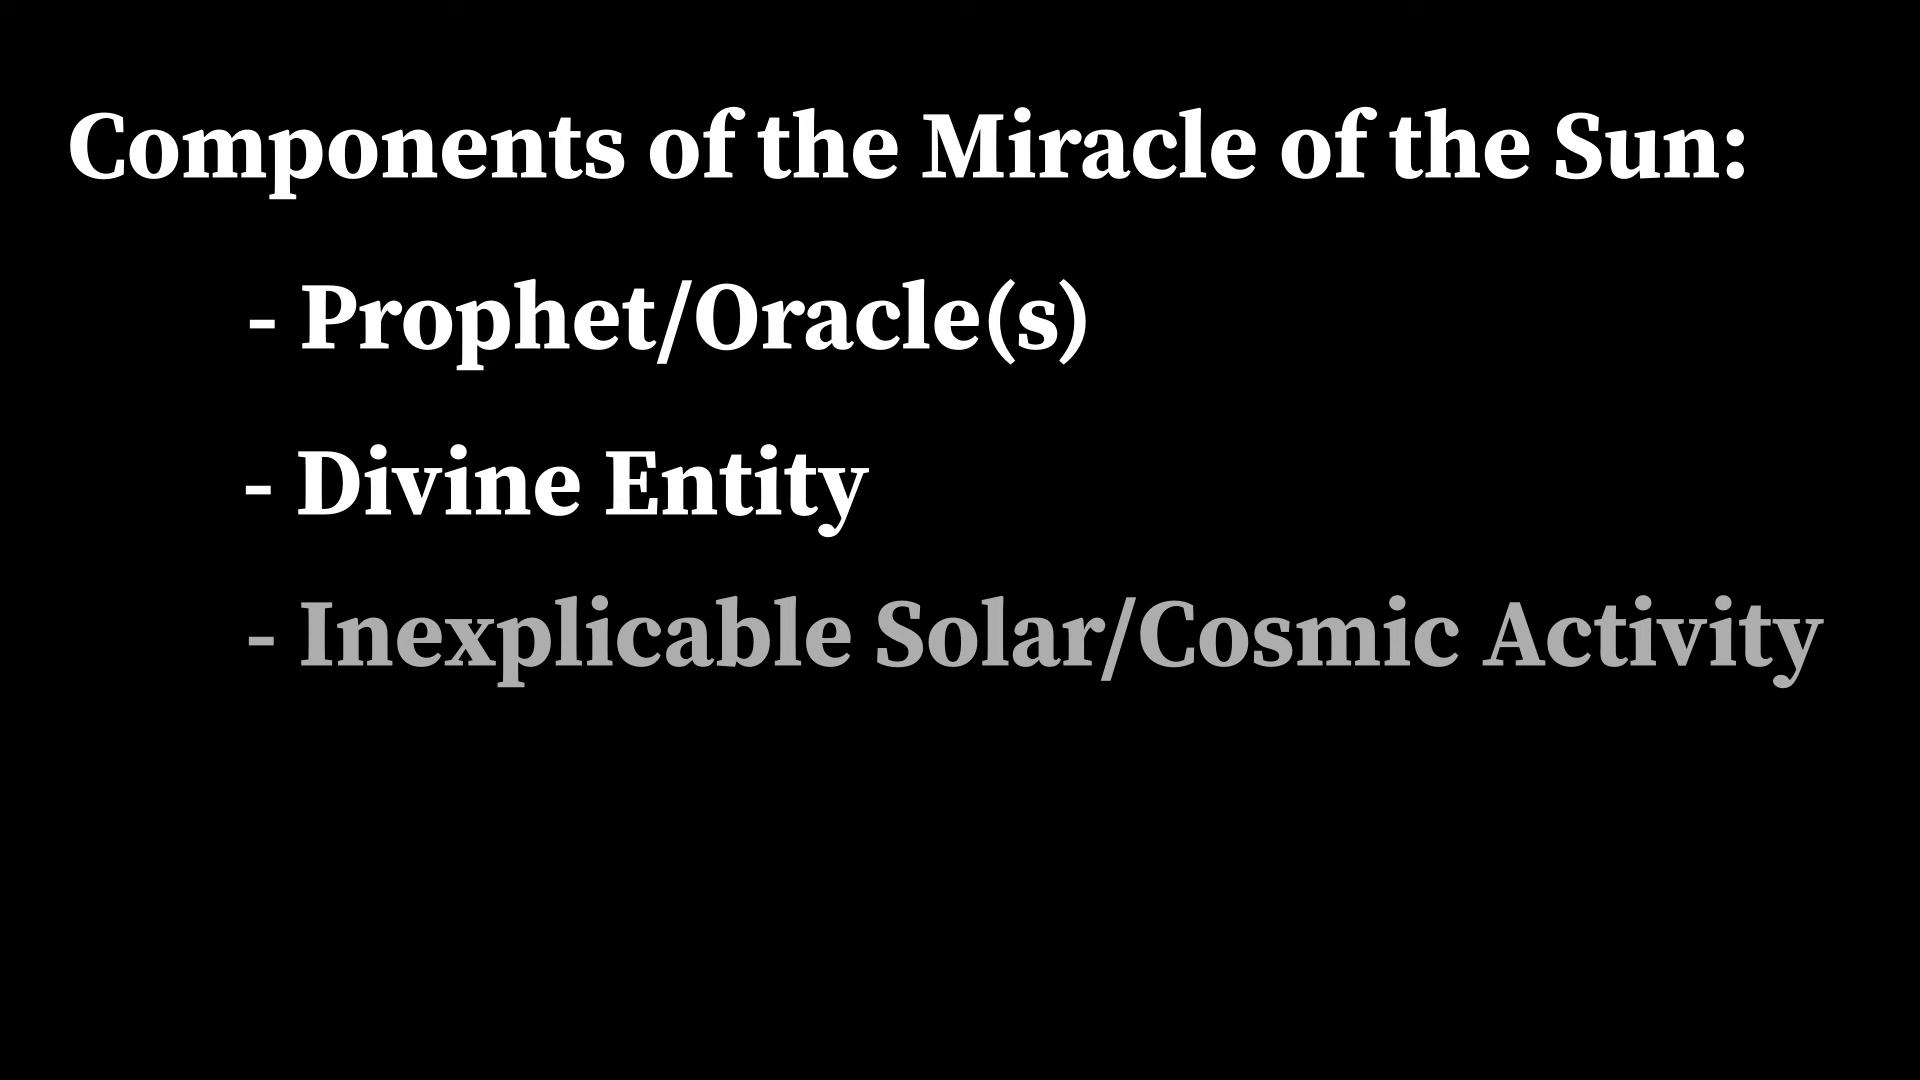 Components of the Miracle of the Sun:
- Prophet/Oracle(s)
- Divine Entity
- Inexplicable Solar/Cosmic Activity